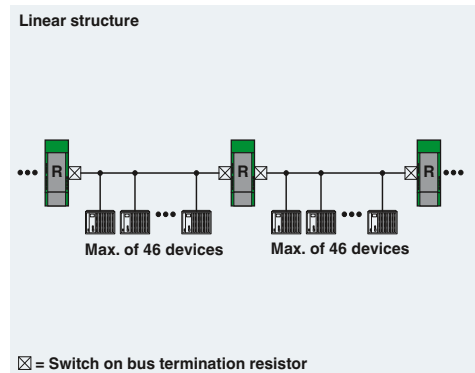 Linear structure
••• R R R •••
••• •••
Max. of 46 devices Max. of 46 devices
☒ = Switch on bus termination resistor